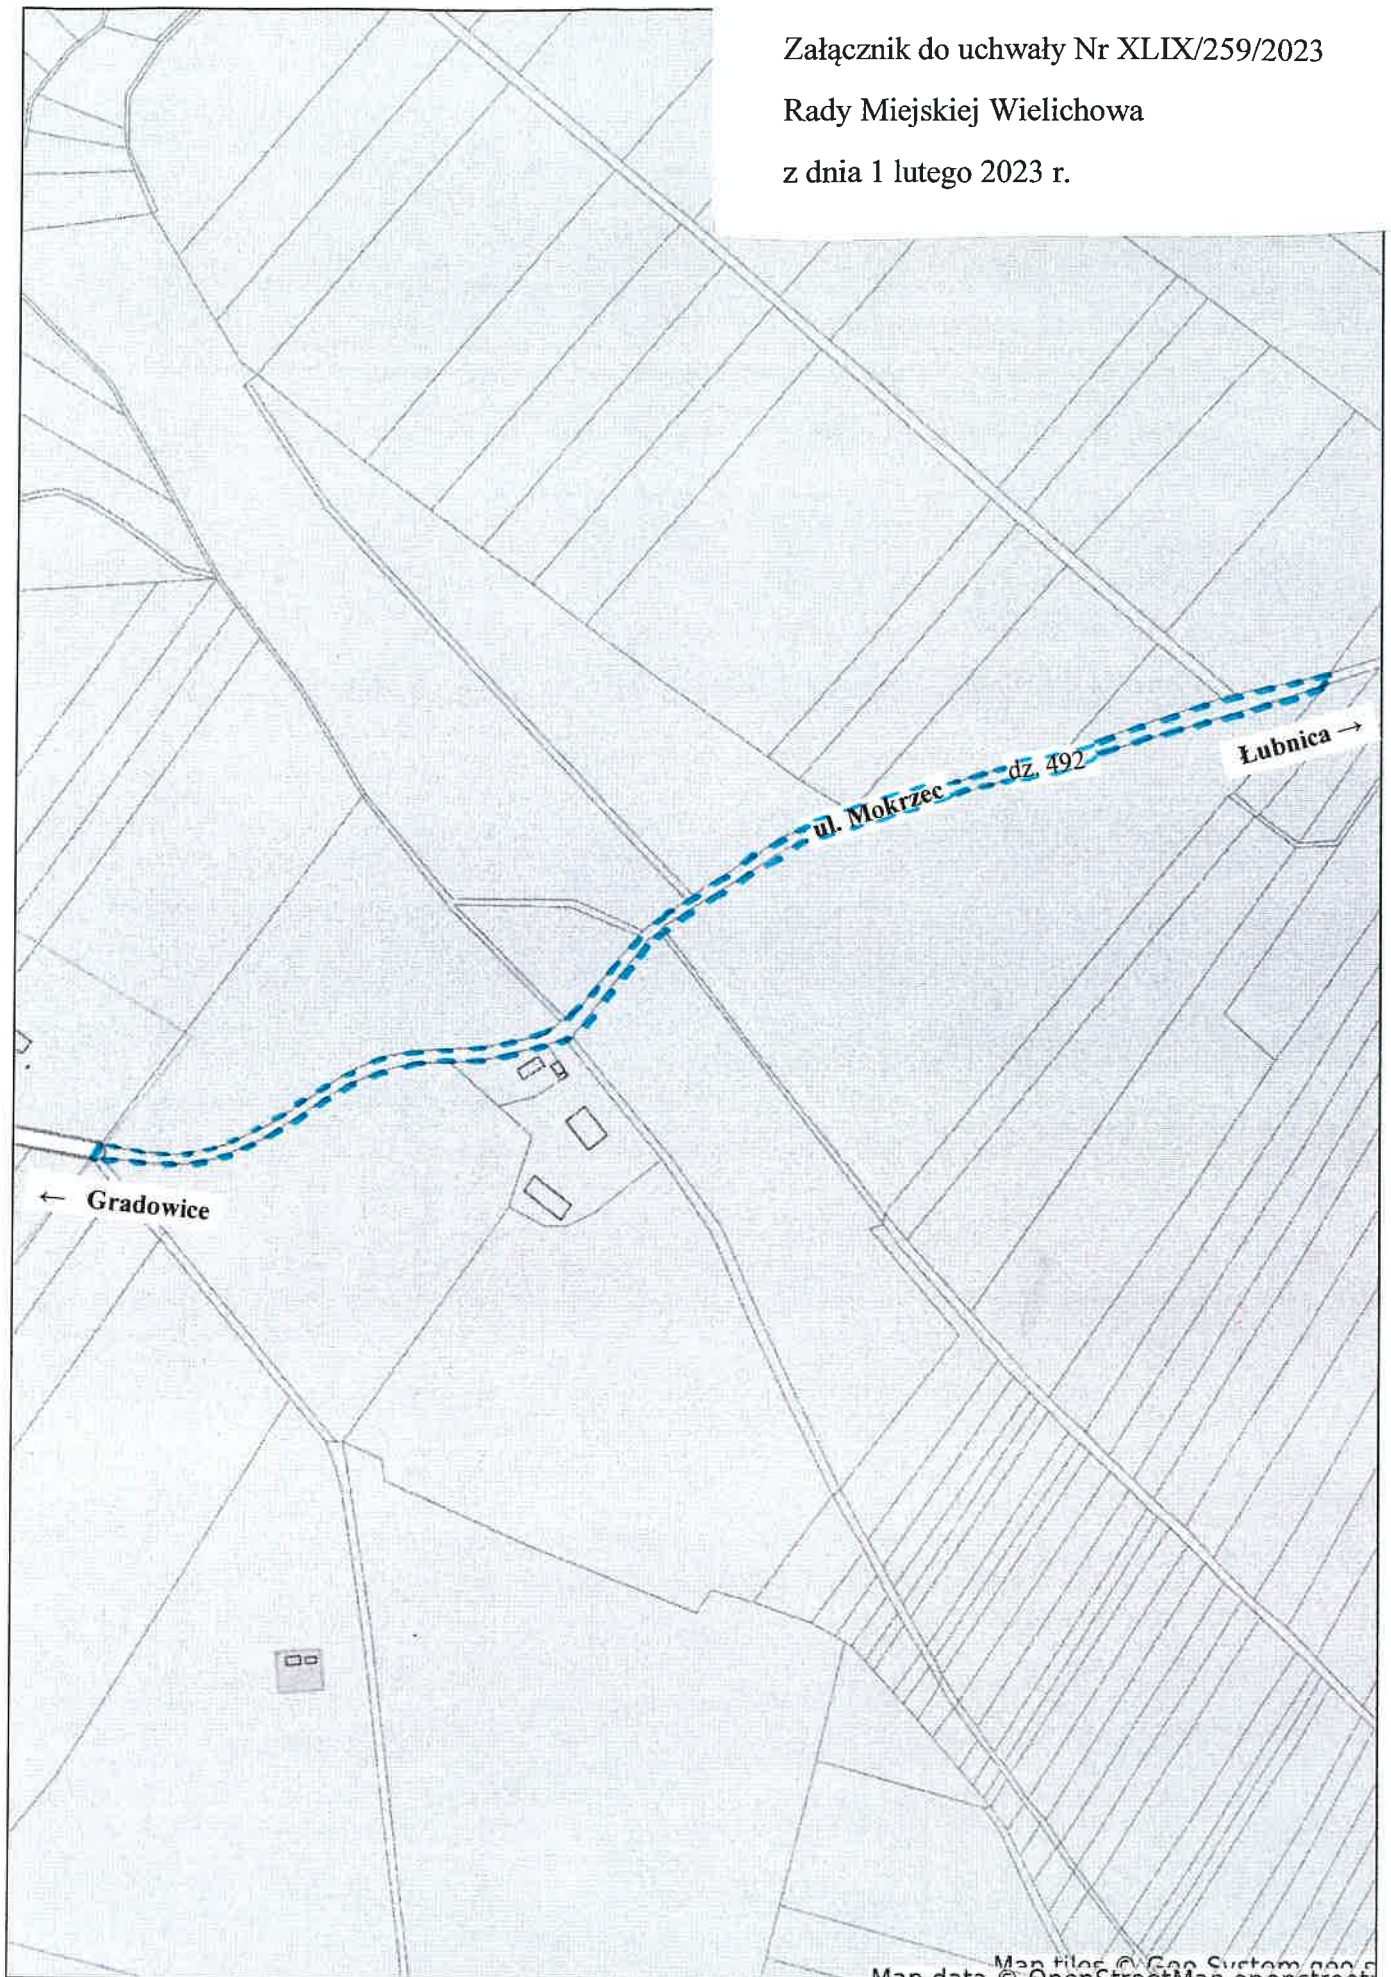 Załącznik do uchwały Nr XLIX/259/2023
Rady Miejskiej Wielichowa
z dnia 1 lutego 2023 r.
Łubnica →
dz. 492
ul. Mokrzec
← Gradowice
Map tiles © Geo System
Map data © OpenStreetMap